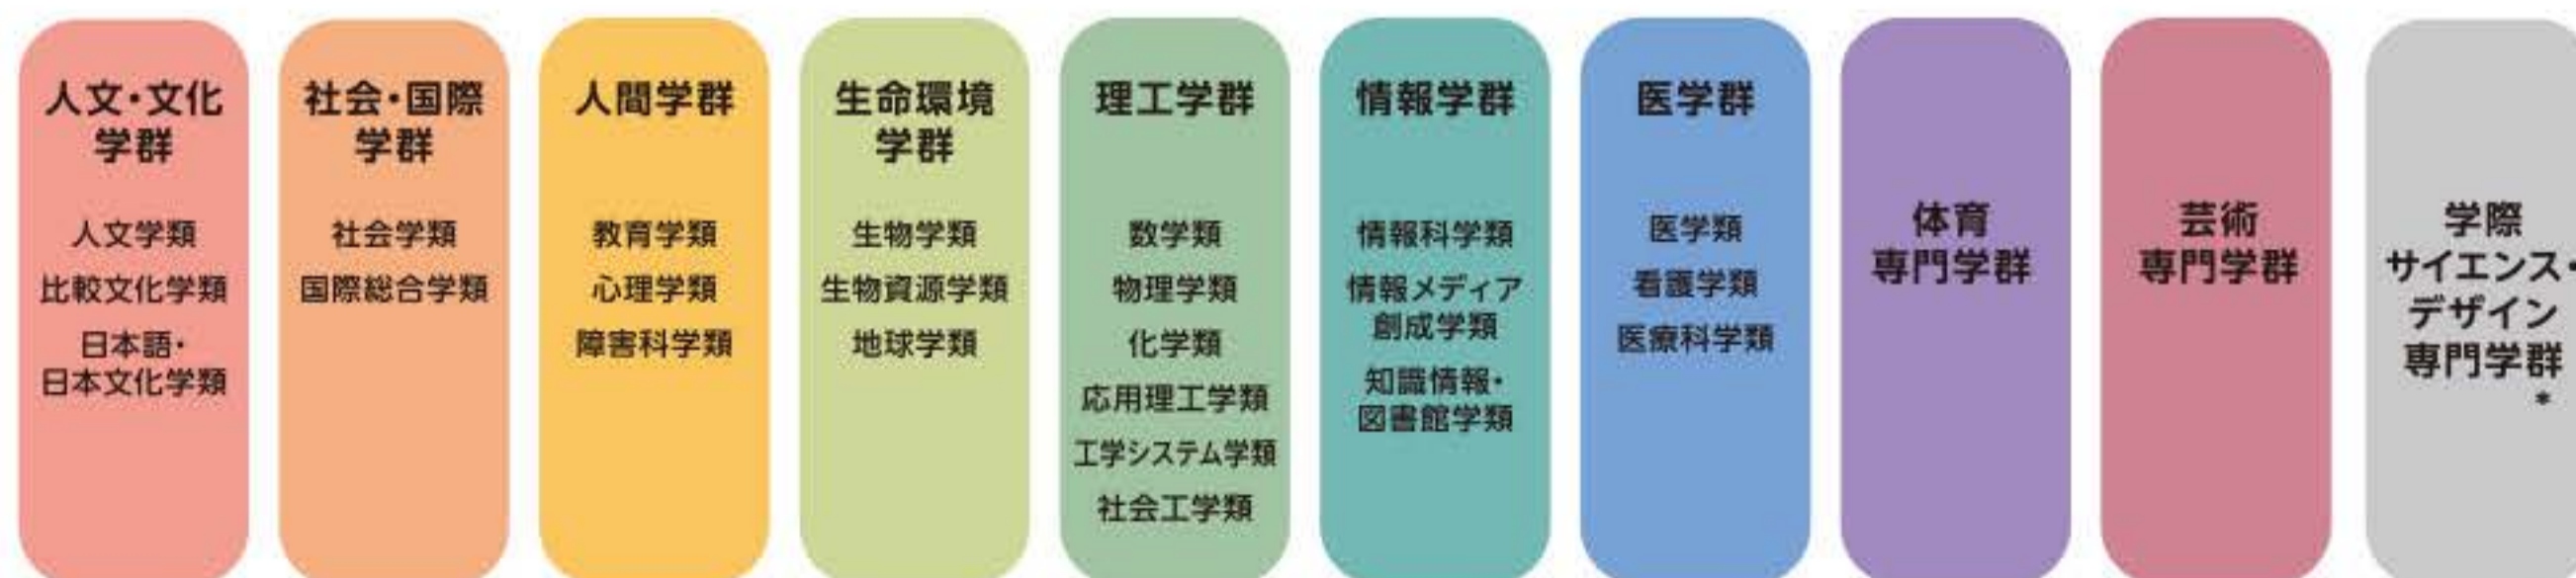 人文・文化
学群
人文学類
比較文化学類
日本語・
日本文化学類
社会・国際
学群
社会学類
国際総合学類
人間学群
教育学類
心理学類
障害科学類
生命環境
学群
生物学類
生物資源学類
地球学類
理工学群
数学類
物理学類
化学類
応用理工学類
工学システム学類
社会工学類
情報学群
情報科学類
情報メディア
創成学類
知識情報・
図書館学類
医学群
医学類
看護学類
医療科学類
体育
専門学群
芸術
専門学群
学際
サイエンス・
デザイン
専門学群
*